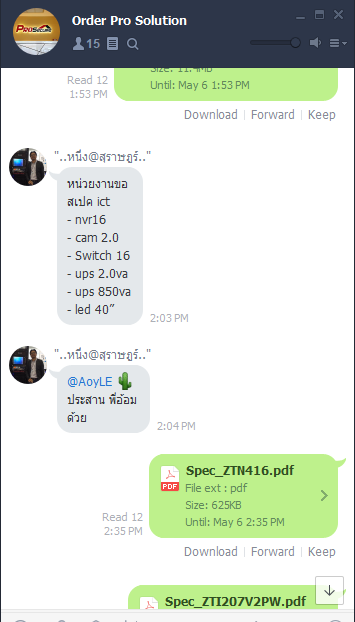 PROSECURE
Order Pro Solution
15
Size: 11.4MB
Until: May 6 1:53 PM
Read 12
1:53 PM
Download | Forward | Keep
"..หนึ่ง@สุราษฎร์.."
หน่วยงานขอ
สเปค ict
- nvr16
- cam 2.0
- Switch 16
- ups 2.0va
- ups 850va
- led 40”
2:03 PM
"..หนึ่ง@สุราษฎร์.."
@AoyLE
ประสาน พี่อ้อม
ด้วย
2:04 PM
Spec_ZTN416.pdf
PDF
File ext : pdf
Size: 625KB
Until: May 6 2:35 PM
Read 12
2:35 PM
Download | Forward | Keep
Spec_ZTI207V2PW.pdf